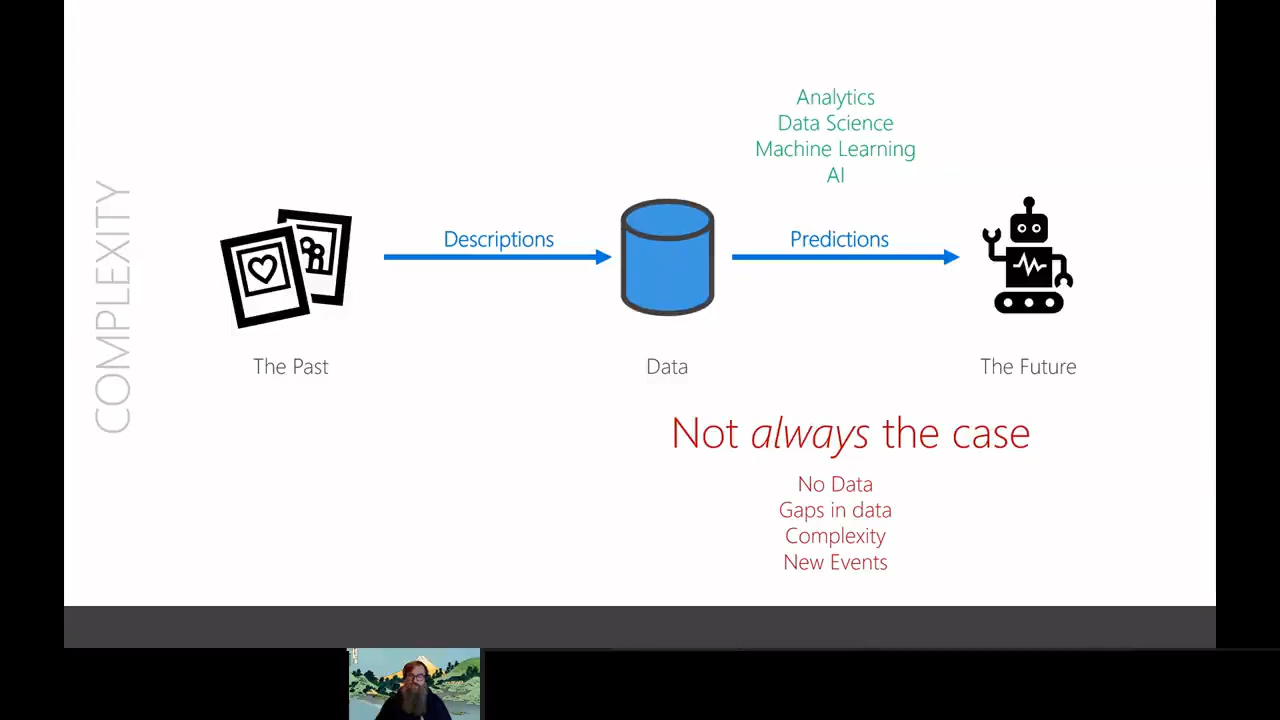 COMPLEXITY
Analytics
Data Science
Machine Learning
AI
Descriptions
Predictions
The Past
Data
The Future
Not always the case
No Data
Gaps in data
Complexity
New Events